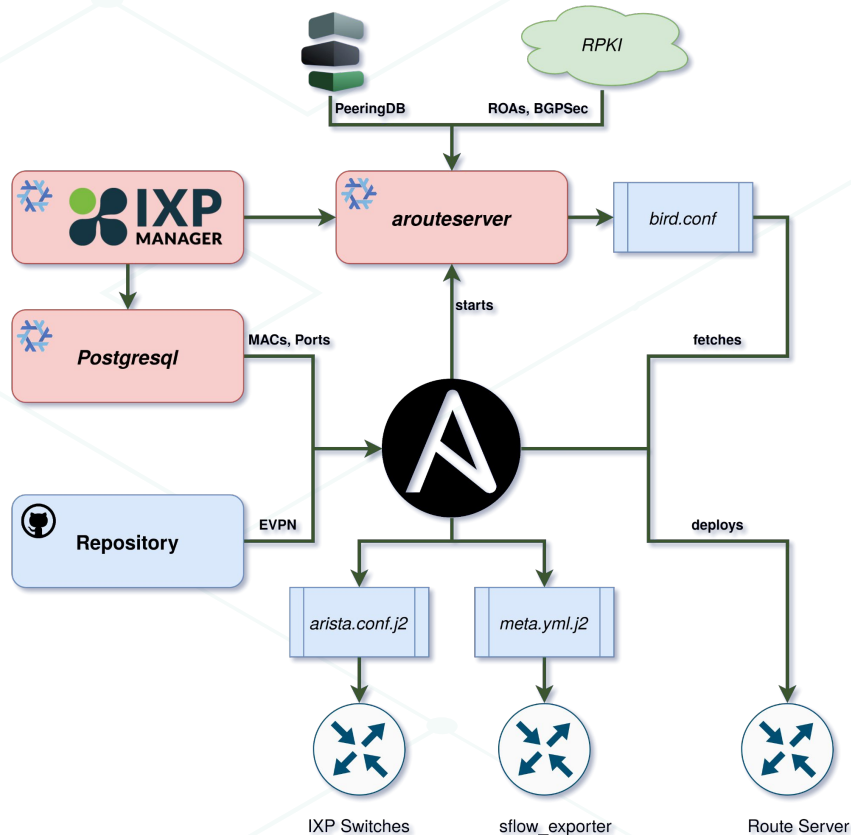 RPKI
PeeringDB
ROAs, BGPSec
IXP
MANAGER
arouteserver
bird.conf
starts
Postgresql
MACs, Ports
fetches
Repository
EVPN
deploys
arista.conf.j2
meta.yml.j2
IXP Switches
sflow_exporter
Route Server